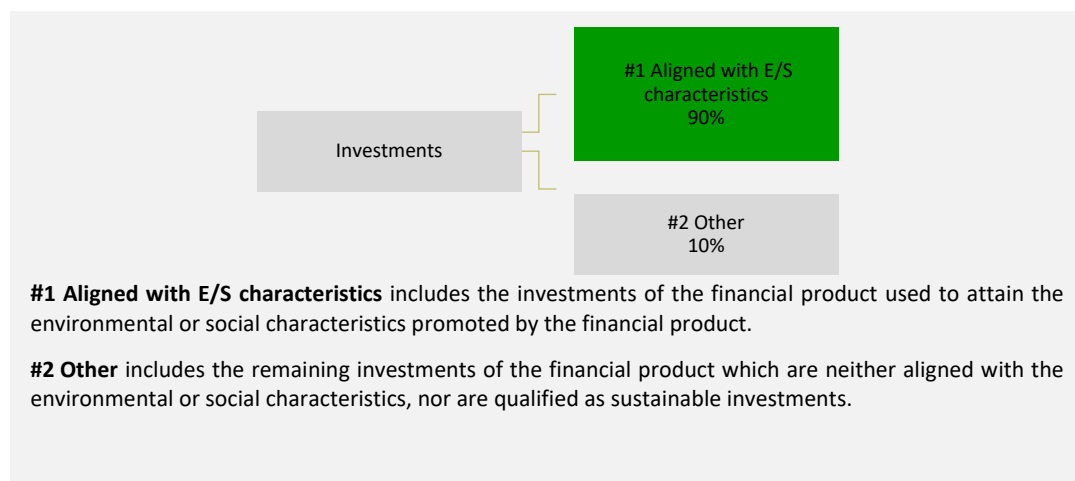 #1 Aligned with E/S
characteristics
90%
Investments
#2 Other
10%
#1 Aligned with E/S characteristics includes the investments of the financial product used to attain the
environmental or social characteristics promoted by the financial product.
#2 Other includes the remaining investments of the financial product which are neither aligned with the
environmental or social characteristics, nor are qualified as sustainable investments.